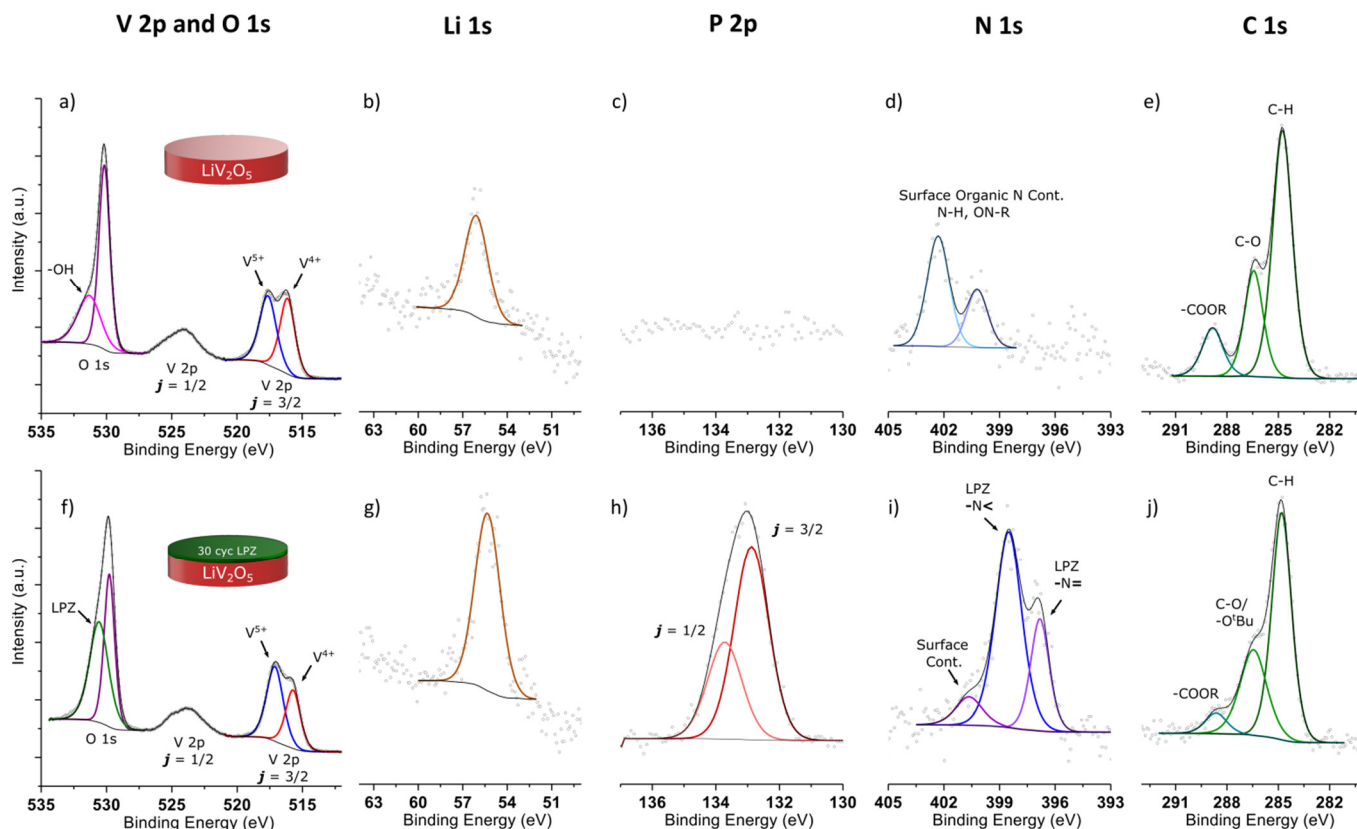 V 2p and O 1s
Li 1s
P 2p
N 1s
C 1s
a)
LiV₂O₅
-OH
V⁵⁺
V⁴⁺
O 1s
V 2p
j = 1/2
V 2p
j = 3/2
Intensity (a.u.)
535 530 525 520 515
Binding Energy (eV)
b)
63 60 57 54 51
Binding Energy (eV)
c)
136 134 132 130
Binding Energy (eV)
d)
Surface Organic N Cont.
N-H, ON-R
405 402 399 396 393
Binding Energy (eV)
e)
C-H
C-O
-COOR
291 288 285 282
Binding Energy (eV)
f)
30 cyc LPZ
LiV₂O₅
LPZ
V⁵⁺
V⁴⁺
O 1s
V 2p
j = 1/2
V 2p
j = 3/2
Intensity (a.u.)
535 530 525 520 515
Binding Energy (eV)
g)
63 60 57 54 51
Binding Energy (eV)
h)
j = 3/2
j = 1/2
136 134 132 130
Binding Energy (eV)
i)
LPZ
-N<
LPZ
-N=
Surface
Cont.
405 402 399 396 393
Binding Energy (eV)
j)
C-H
C-O/
-OᵗBu
-COOR
291 288 285 282
Binding Energy (eV)